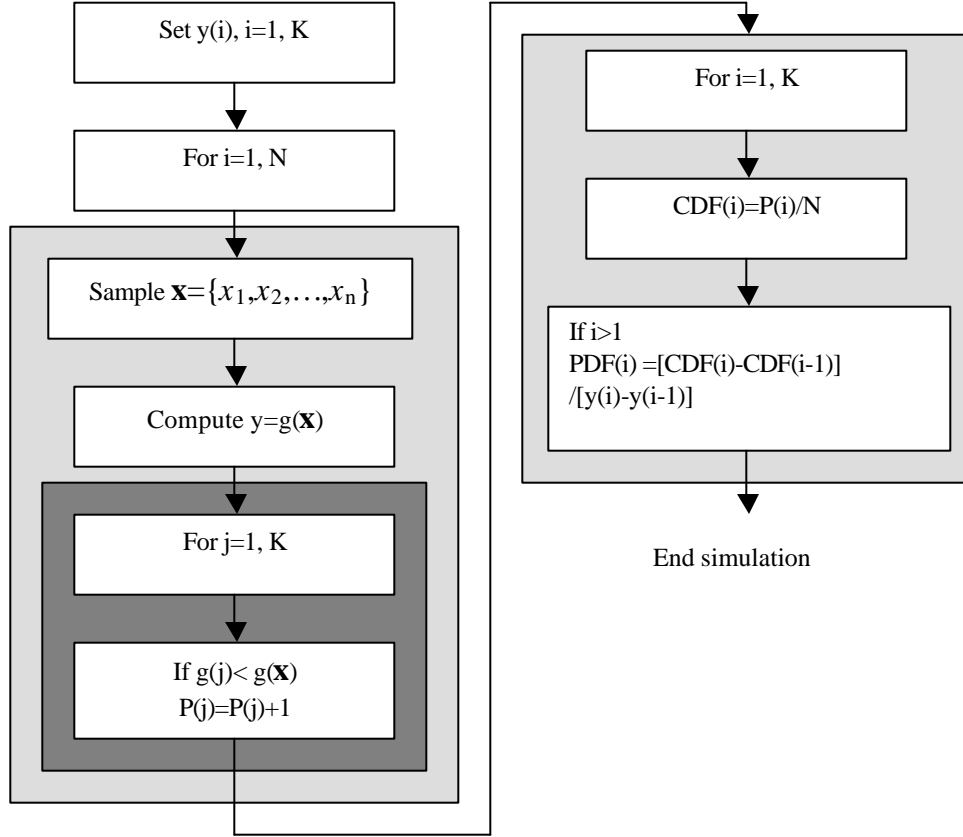 Set y(i), i=1, K
For i=1, N
Sample x={x1,x2,…,xn}
Compute y=g(x)
For j=1, K
If g(j)< g(x)
P(j)=P(j)+1
For i=1, K
CDF(i)=P(i)/N
If i>1
PDF(i) =[CDF(i)-CDF(i-1)]
/[y(i)-y(i-1)]
End simulation